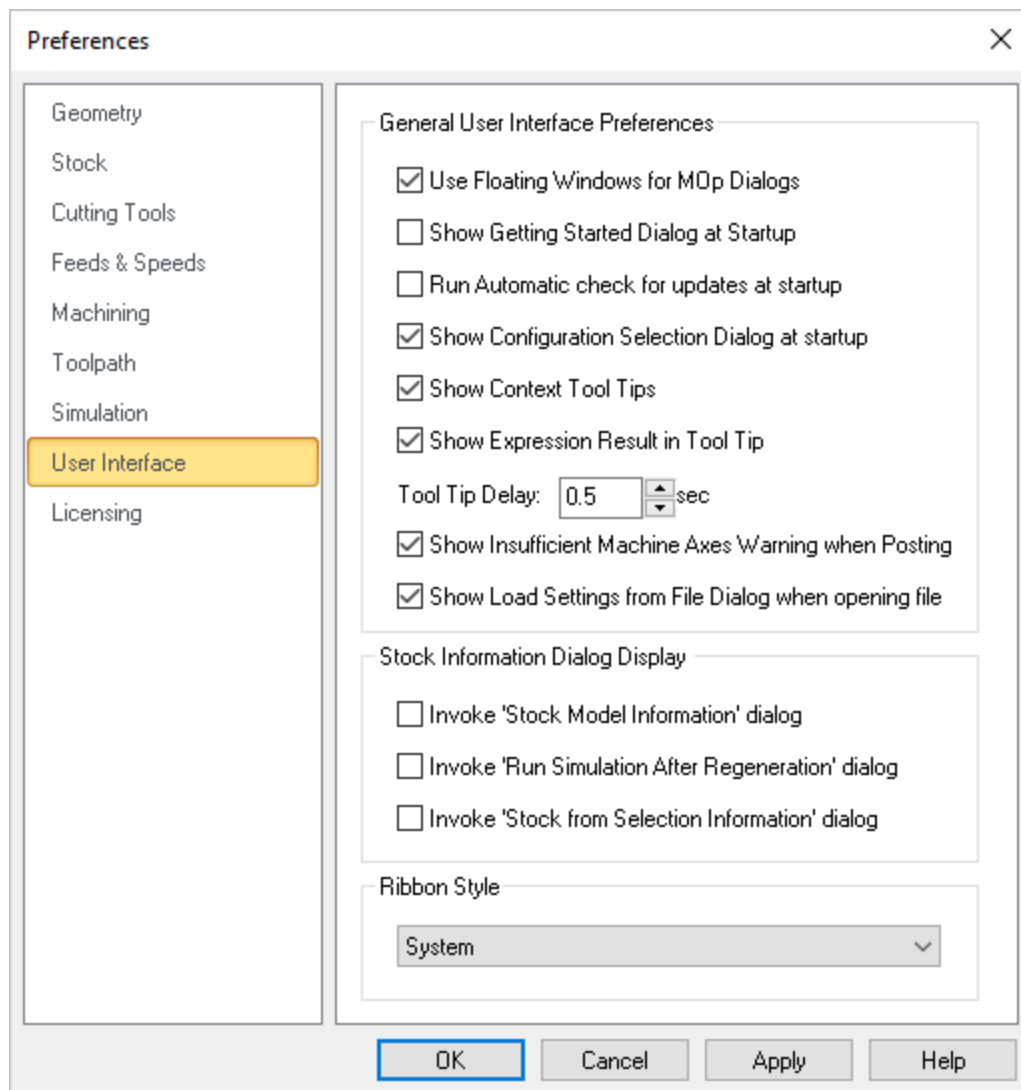 Preferences
Geometry
Stock
Cutting Tools
Feeds & Speeds
Machining
Toolpath
Simulation
User Interface
Licensing
General User Interface Preferences
Use Floating Windows for MOp Dialogs
Show Getting Started Dialog at Startup
Run Automatic check for updates at startup
Show Configuration Selection Dialog at startup
Show Context Tool Tips
Show Expression Result in Tool Tip
Tool Tip Delay: 0.5 sec
Show Insufficient Machine Axes Warning when Posting
Show Load Settings from File Dialog when opening file
Stock Information Dialog Display
Invoke 'Stock Model Information' dialog
Invoke 'Run Simulation After Regeneration' dialog
Invoke 'Stock from Selection Information' dialog
Ribbon Style
System
OK Cancel Apply Help